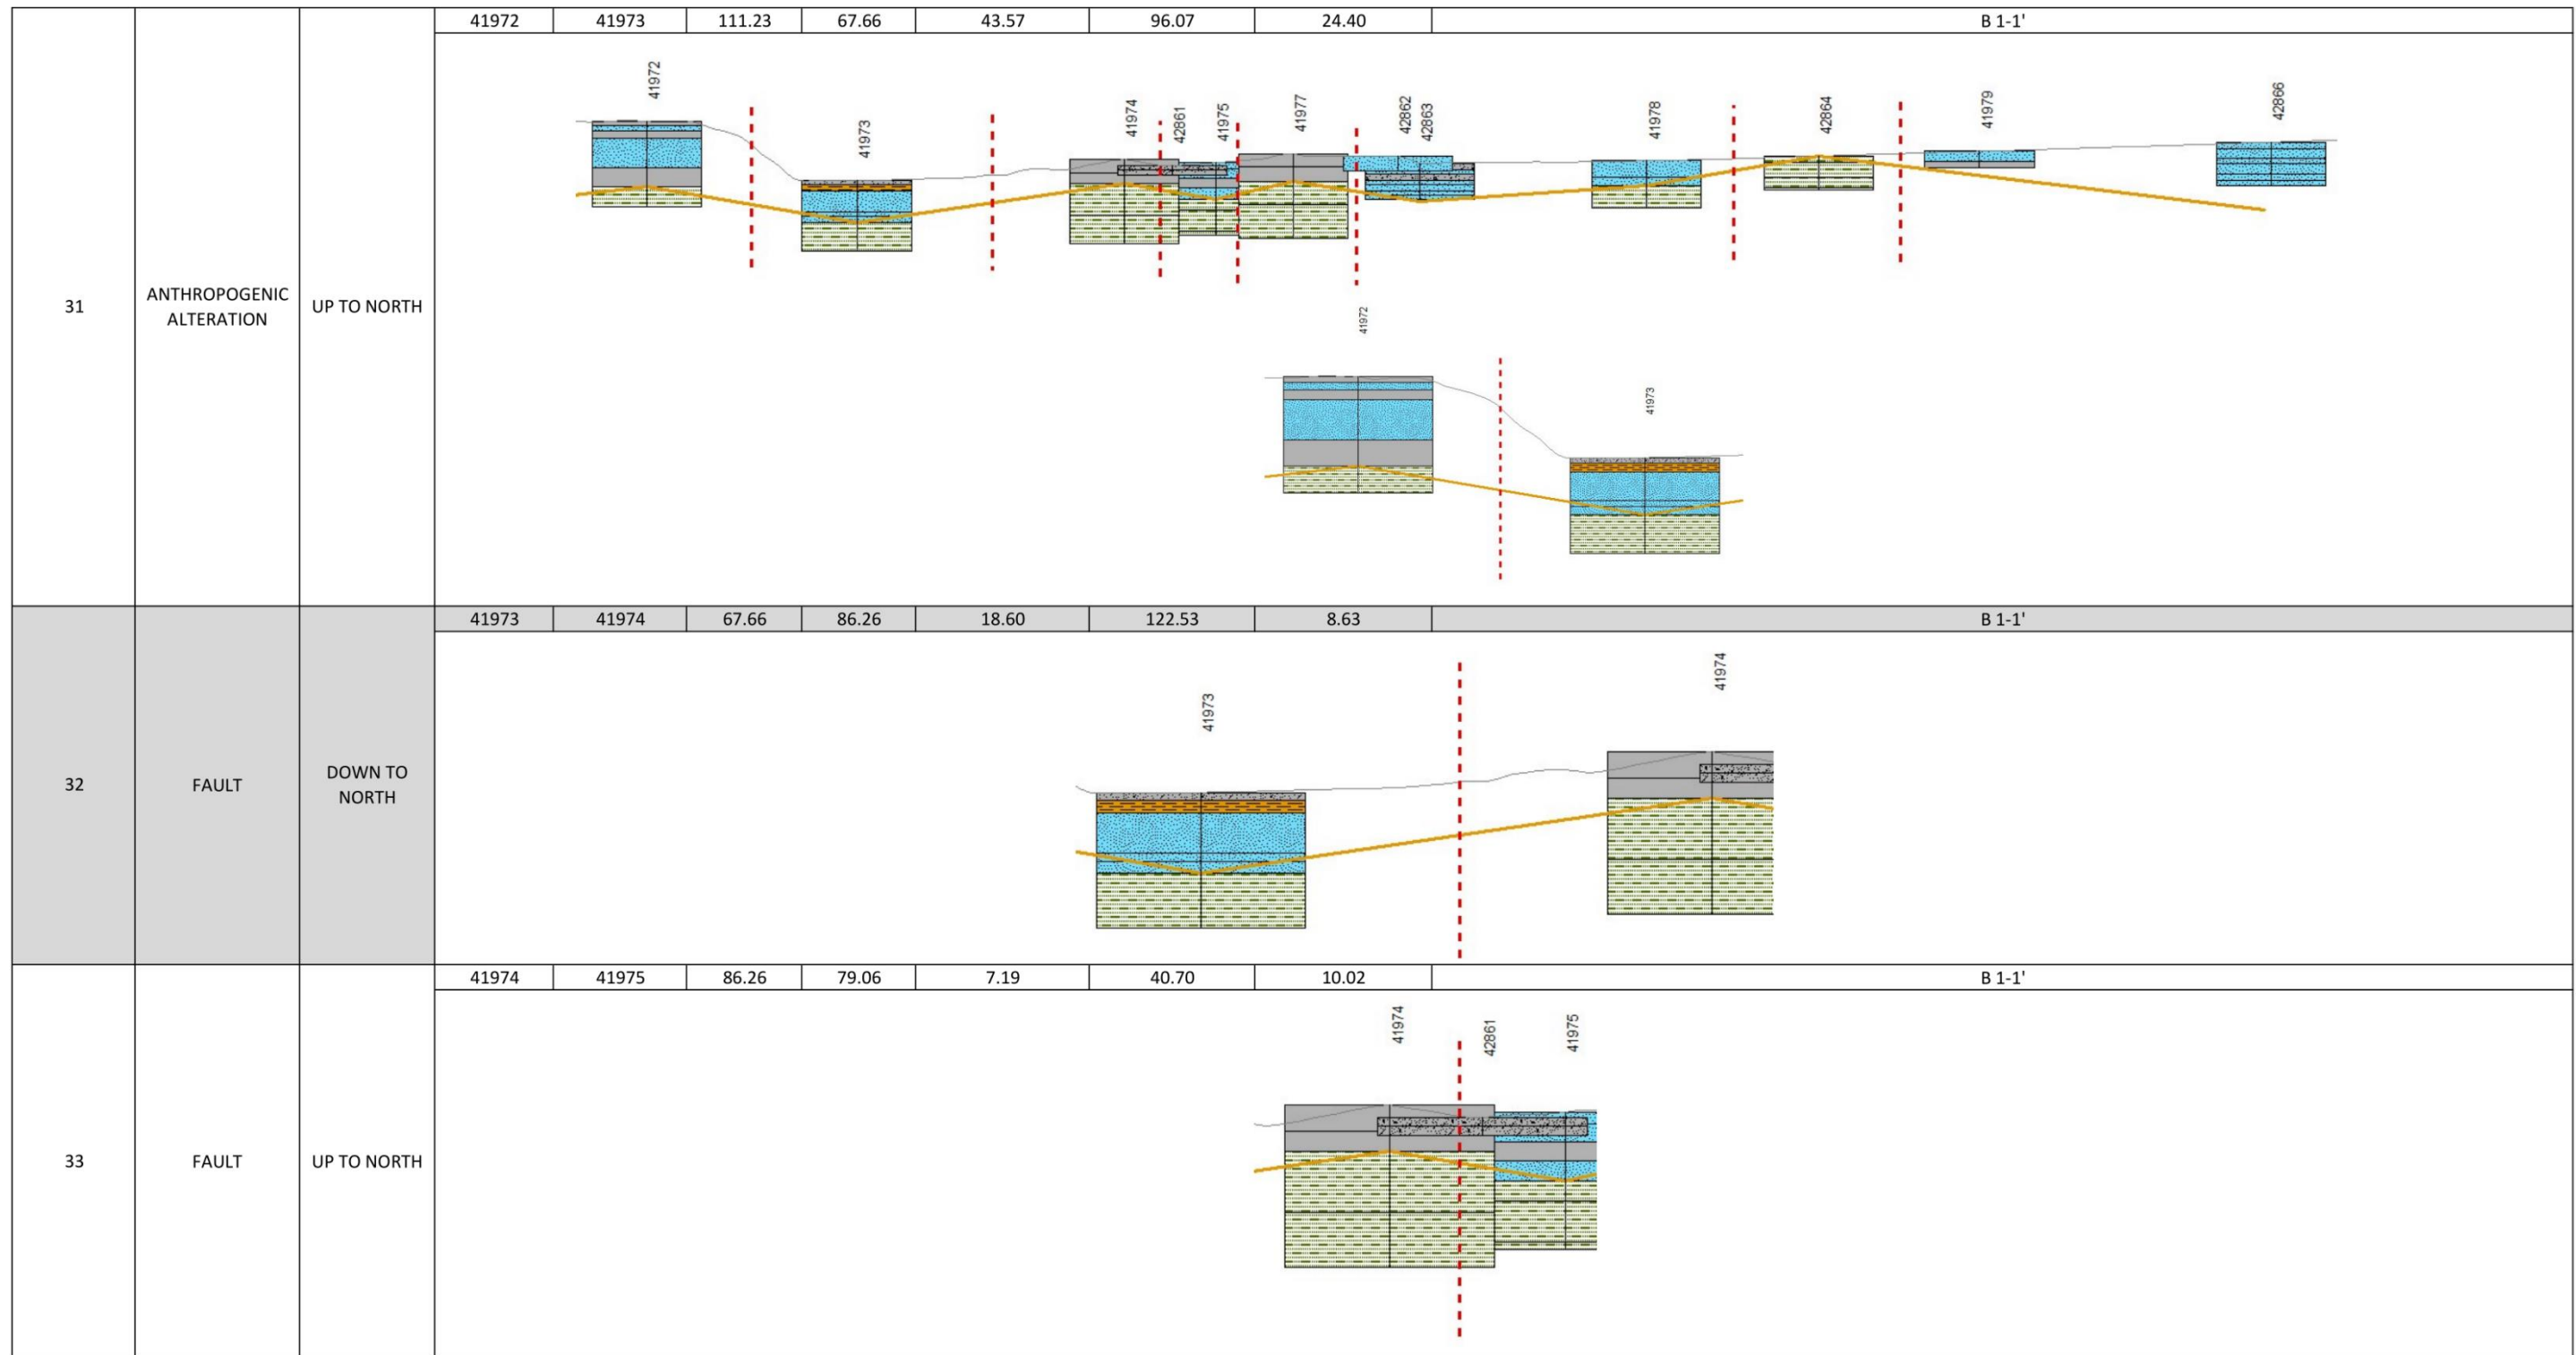 41972 41973 111.23 67.66 43.57 96.07 24.40 B 1-1'
31
ANTHROPOGENIC
ALTERATION
UP TO NORTH
41972
41973
41974
42861
41975
41977
42862
42863
41978
42864
41979
42866
41972
41973
41973 41974 67.66 86.26 18.60 122.53 8.63 B 1-1'
32
FAULT
DOWN TO
NORTH
41973
41974
41974 41975 86.26 79.06 7.19 40.70 10.02 B 1-1'
33
FAULT
UP TO NORTH
41974
42861
41975